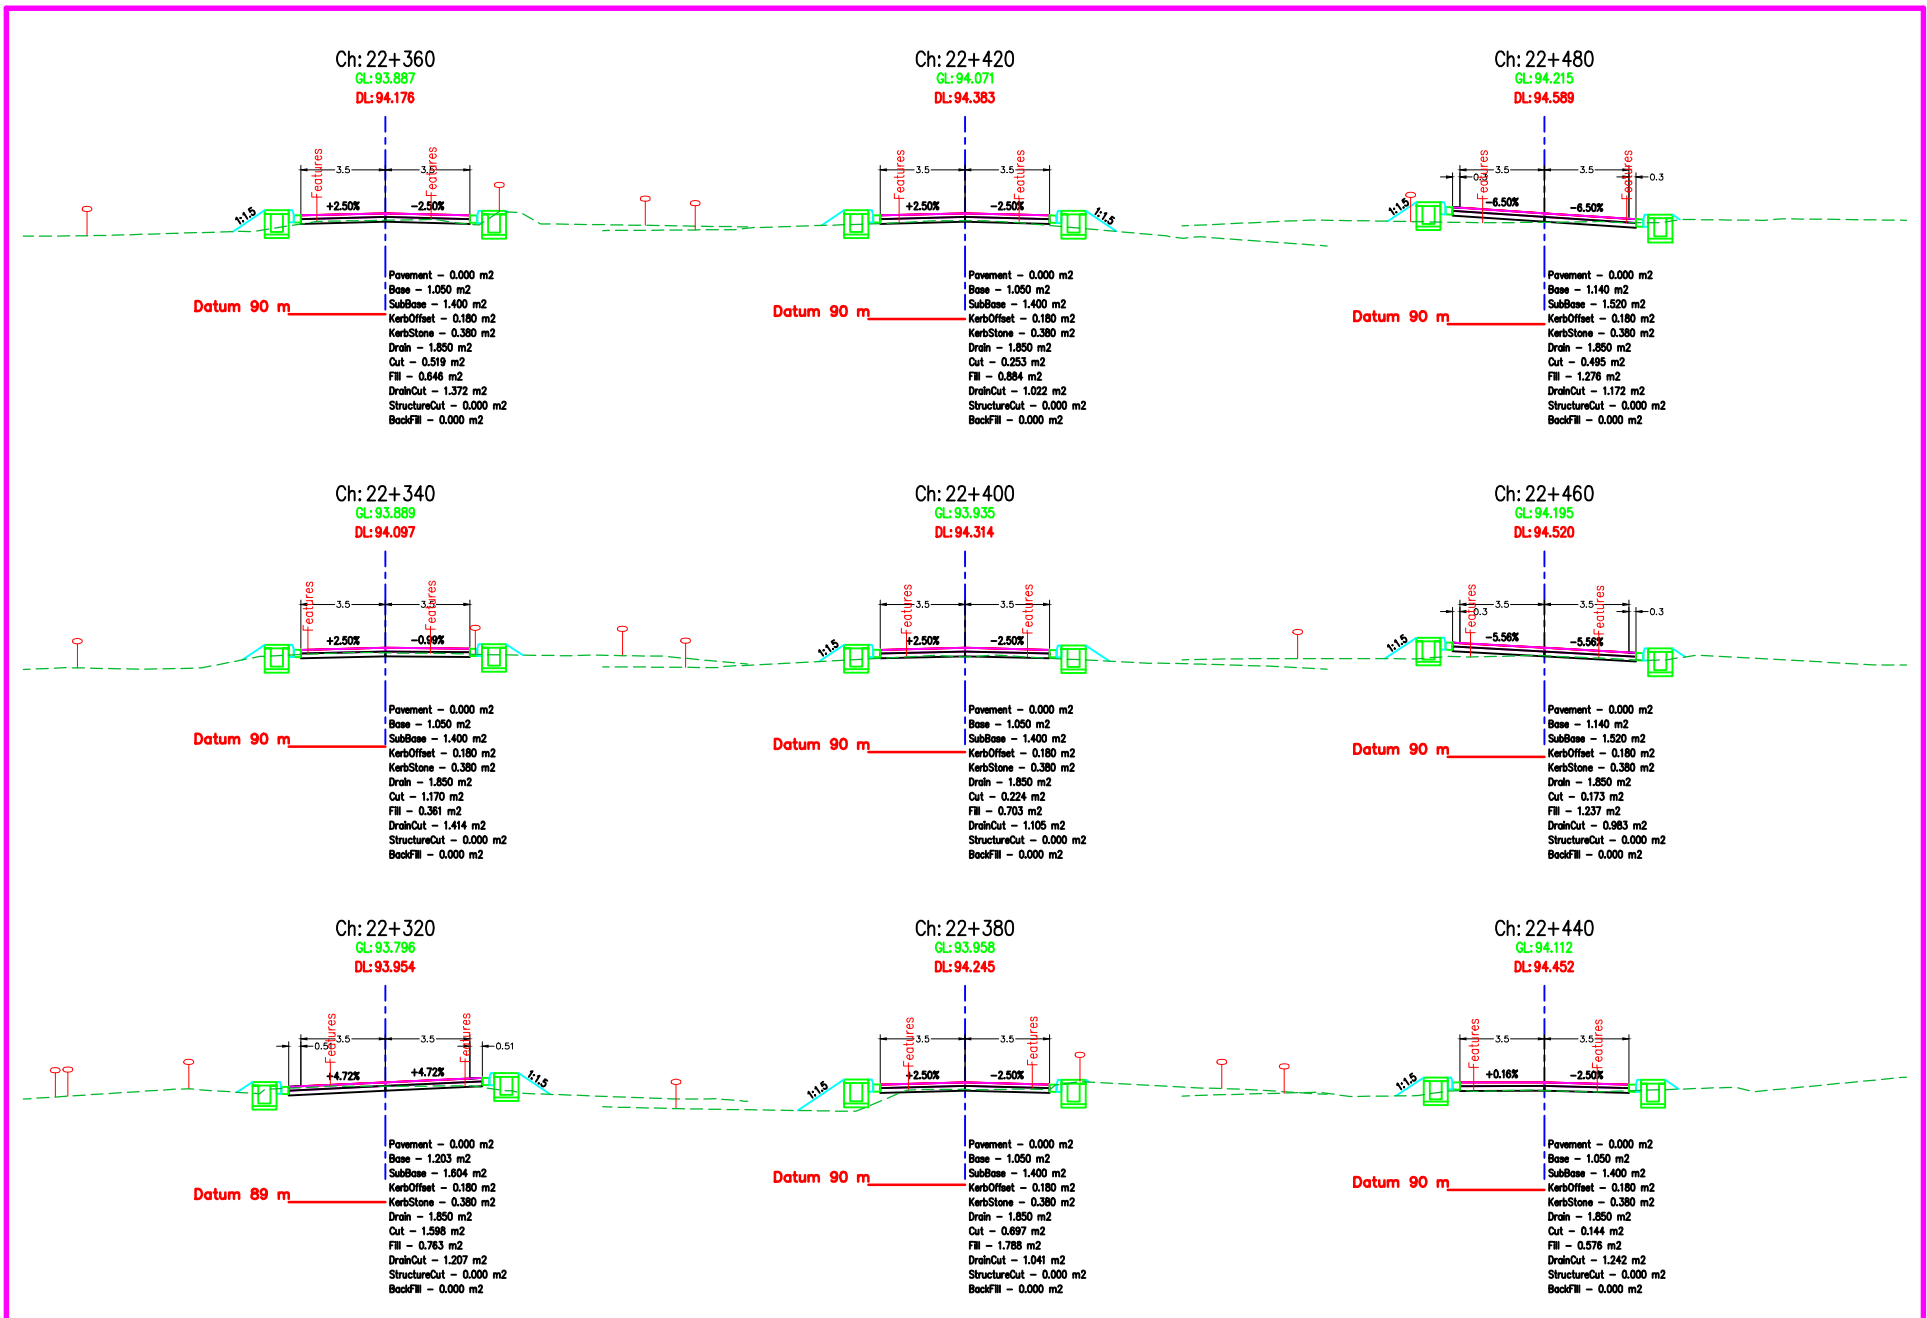 Ch: 22+360
GL: 93.887
DL: 94.176
Features
Features
3.5
3.5
1:1.5
+2.50%
-2.50%
Datum 90 m
Pavement - 0.000 m2
Base - 1.050 m2
SubBase - 1.400 m2
KerbOffset - 0.180 m2
KerbStone - 0.380 m2
Drain - 1.850 m2
Cut - 0.519 m2
Fill - 0.646 m2
DrainCut - 1.372 m2
StructureCut - 0.000 m2
BackFill - 0.000 m2
Ch: 22+420
GL: 94.071
DL: 94.383
Features
Features
3.5
3.5
+2.50%
-2.50%
1:1.5
Datum 90 m
Pavement - 0.000 m2
Base - 1.050 m2
SubBase - 1.400 m2
KerbOffset - 0.180 m2
KerbStone - 0.380 m2
Drain - 1.850 m2
Cut - 0.253 m2
Fill - 0.884 m2
DrainCut - 1.022 m2
StructureCut - 0.000 m2
BackFill - 0.000 m2
Ch: 22+480
GL: 94.215
DL: 94.589
Features
Features
3.5
3.5
0.3
0.3
1:1.5
-6.50%
-6.50%
Datum 90 m
Pavement - 0.000 m2
Base - 1.140 m2
SubBase - 1.520 m2
KerbOffset - 0.180 m2
KerbStone - 0.380 m2
Drain - 1.850 m2
Cut - 0.495 m2
Fill - 1.276 m2
DrainCut - 1.172 m2
StructureCut - 0.000 m2
BackFill - 0.000 m2
Ch: 22+340
GL: 93.889
DL: 94.097
Features
Features
3.5
3.5
+2.50%
-0.99%
Datum 90 m
Pavement - 0.000 m2
Base - 1.050 m2
SubBase - 1.400 m2
KerbOffset - 0.180 m2
KerbStone - 0.380 m2
Drain - 1.850 m2
Cut - 1.170 m2
Fill - 0.361 m2
DrainCut - 1.414 m2
StructureCut - 0.000 m2
BackFill - 0.000 m2
Ch: 22+400
GL: 93.935
DL: 94.314
Features
Features
3.5
3.5
1:1.5
+2.50%
-2.50%
Datum 90 m
Pavement - 0.000 m2
Base - 1.050 m2
SubBase - 1.400 m2
KerbOffset - 0.180 m2
KerbStone - 0.380 m2
Drain - 1.850 m2
Cut - 0.224 m2
Fill - 0.703 m2
DrainCut - 1.105 m2
StructureCut - 0.000 m2
BackFill - 0.000 m2
Ch: 22+460
GL: 94.195
DL: 94.520
Features
Features
3.5
3.5
0.3
0.3
1:1.5
-5.56%
-5.56%
Datum 90 m
Pavement - 0.000 m2
Base - 1.140 m2
SubBase - 1.520 m2
KerbOffset - 0.180 m2
KerbStone - 0.380 m2
Drain - 1.850 m2
Cut - 0.173 m2
Fill - 1.237 m2
DrainCut - 0.983 m2
StructureCut - 0.000 m2
BackFill - 0.000 m2
Ch: 22+320
GL: 93.796
DL: 93.954
Features
Features
3.5
3.5
0.51
0.51
+4.72%
+4.72%
1:1.5
Datum 89 m
Pavement - 0.000 m2
Base - 1.203 m2
SubBase - 1.604 m2
KerbOffset - 0.180 m2
KerbStone - 0.380 m2
Drain - 1.850 m2
Cut - 1.598 m2
Fill - 0.763 m2
DrainCut - 1.207 m2
StructureCut - 0.000 m2
BackFill - 0.000 m2
Ch: 22+380
GL: 93.958
DL: 94.245
Features
Features
3.5
3.5
1:1.5
+2.50%
-2.50%
Datum 90 m
Pavement - 0.000 m2
Base - 1.050 m2
SubBase - 1.400 m2
KerbOffset - 0.180 m2
KerbStone - 0.380 m2
Drain - 1.850 m2
Cut - 0.697 m2
Fill - 1.788 m2
DrainCut - 1.041 m2
StructureCut - 0.000 m2
BackFill - 0.000 m2
Ch: 22+440
GL: 94.112
DL: 94.452
Features
Features
3.5
3.5
1:1.5
+0.16%
-2.50%
Datum 90 m
Pavement - 0.000 m2
Base - 1.050 m2
SubBase - 1.400 m2
KerbOffset - 0.180 m2
KerbStone - 0.380 m2
Drain - 1.850 m2
Cut - 0.144 m2
Fill - 0.576 m2
DrainCut - 1.242 m2
StructureCut - 0.000 m2
BackFill - 0.000 m2